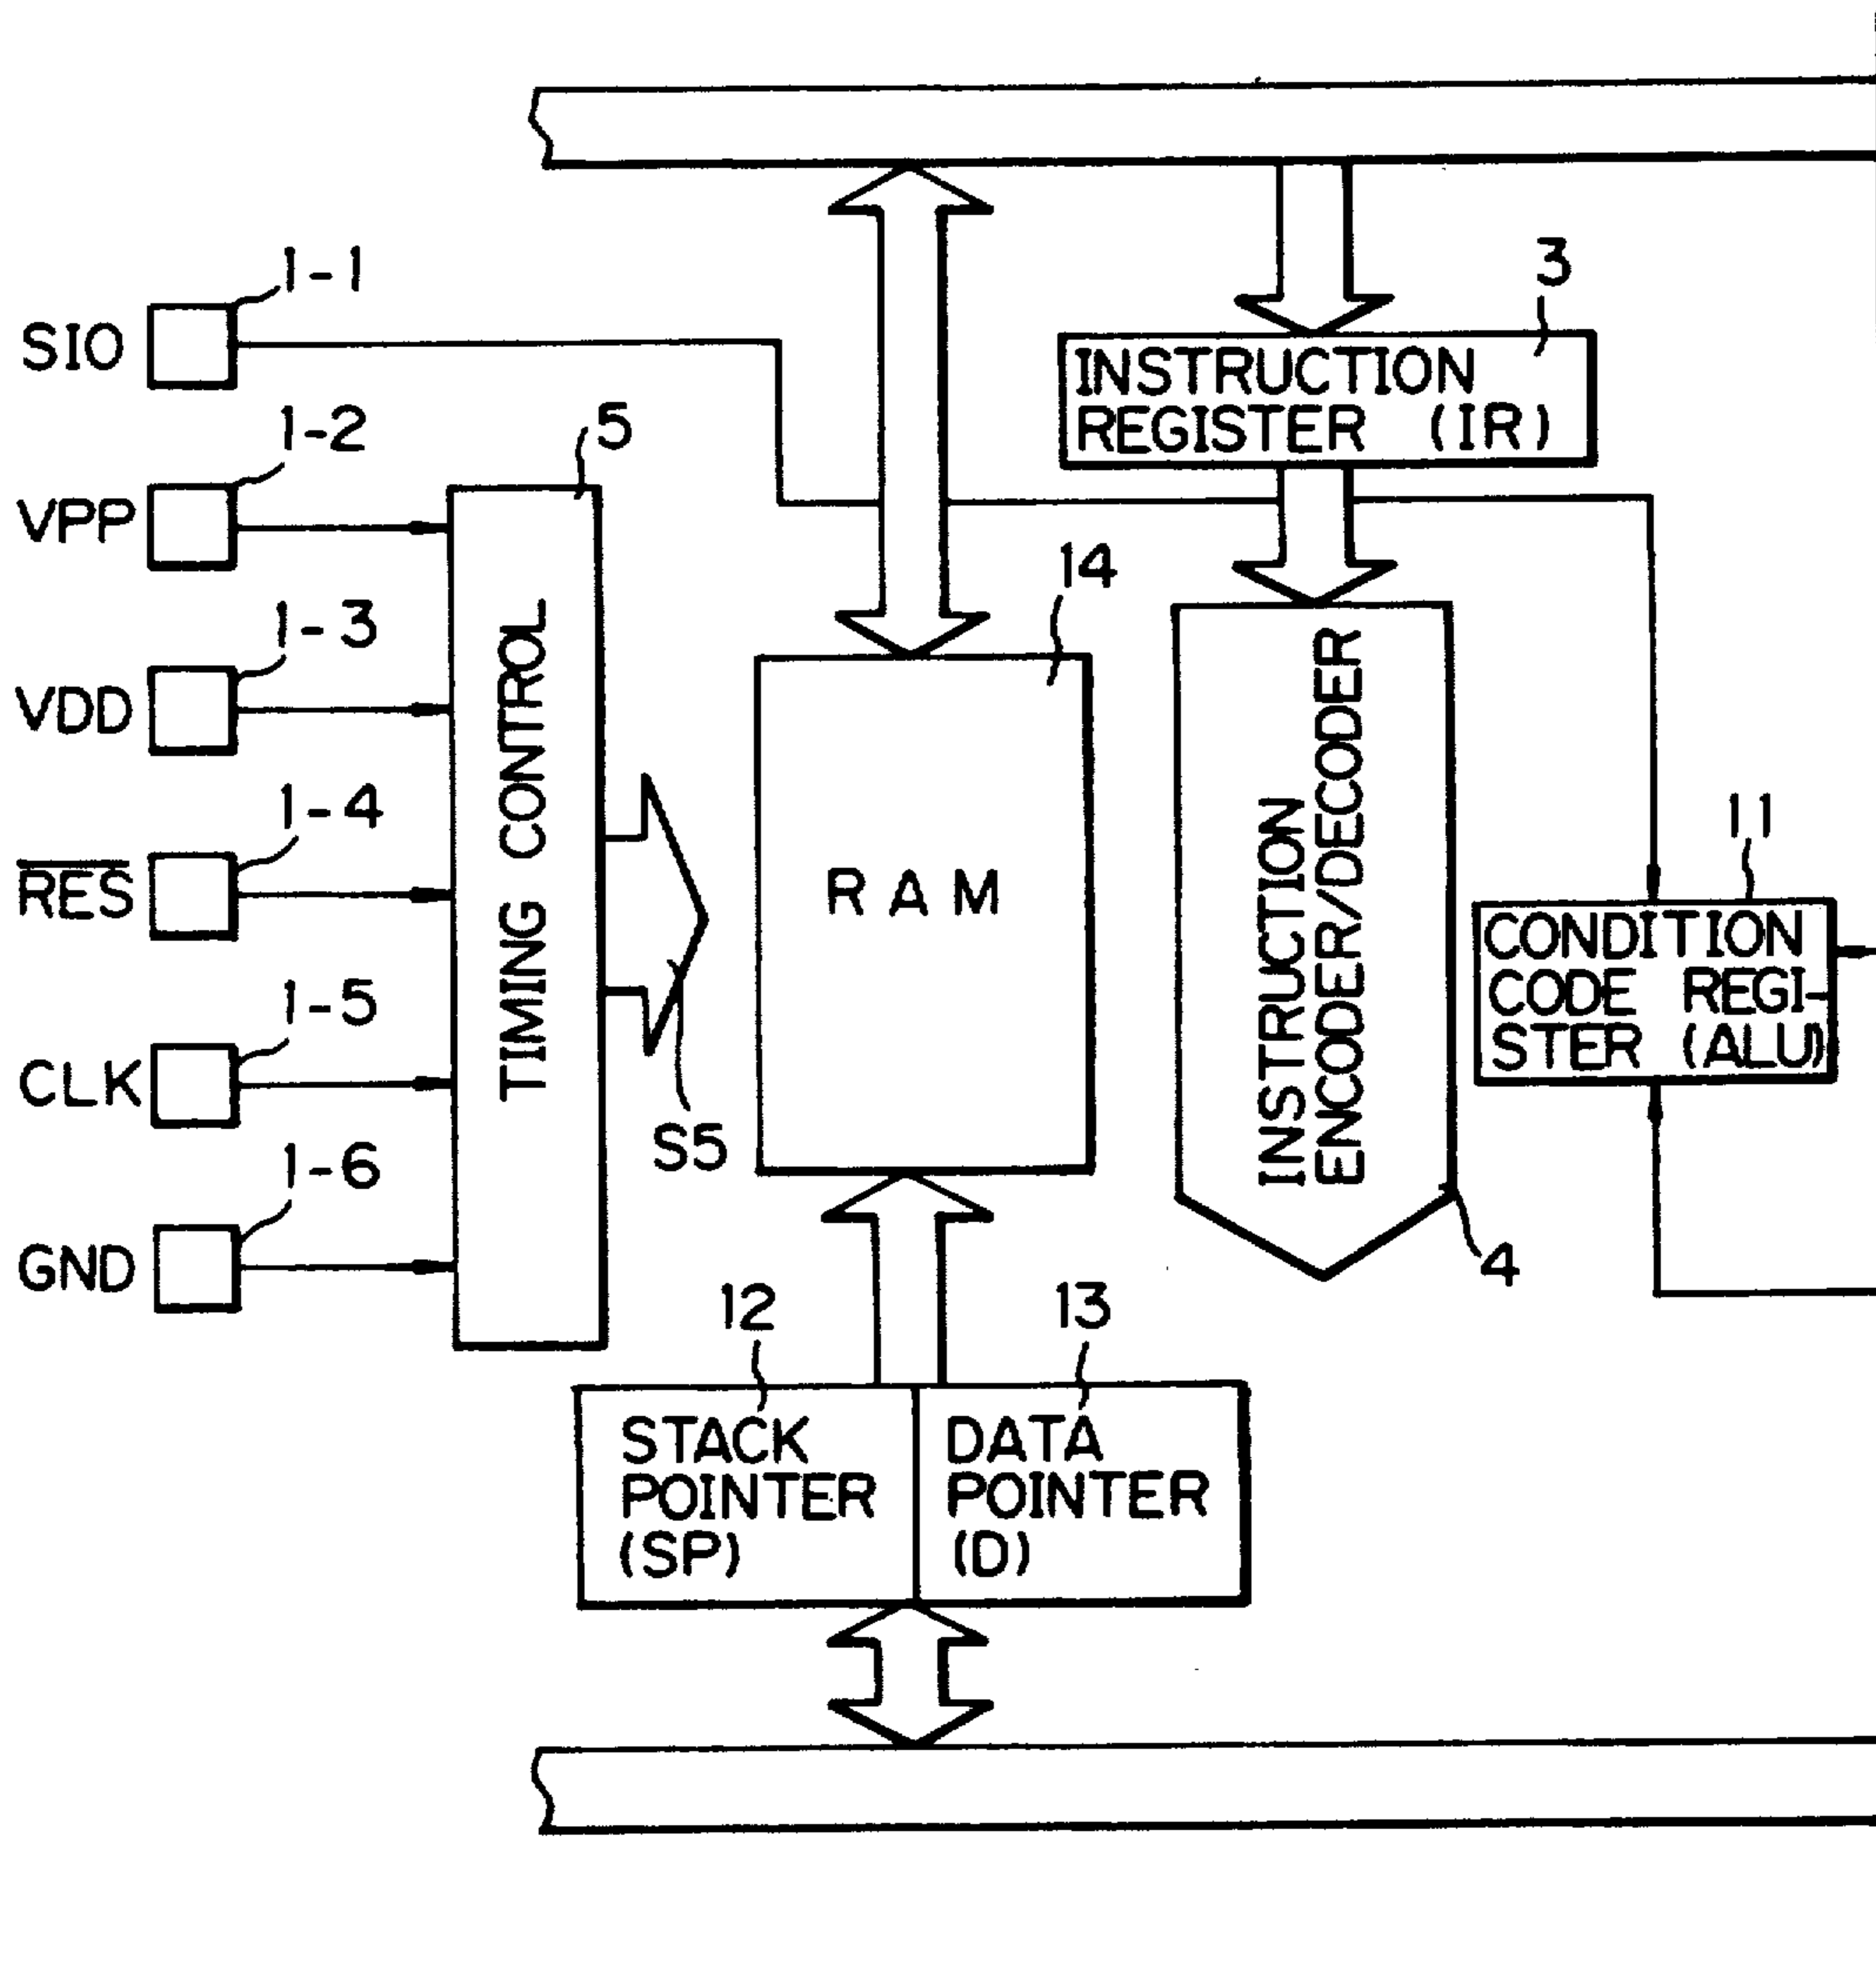 1-1
SIO
3
INSTRUCTION
REGISTER (IR)
1-2
VPP
5
14
1-3
VDD
TIMING CONTROL
1-4
RES
RAM
INSTRUCTION
ENCODER/DECODER
11
CONDITION
CODE REGI-
STER (ALU)
1-5
CLK
S5
1-6
GND
4
12
13
STACK
POINTER
(SP)
DATA
POINTER
(D)